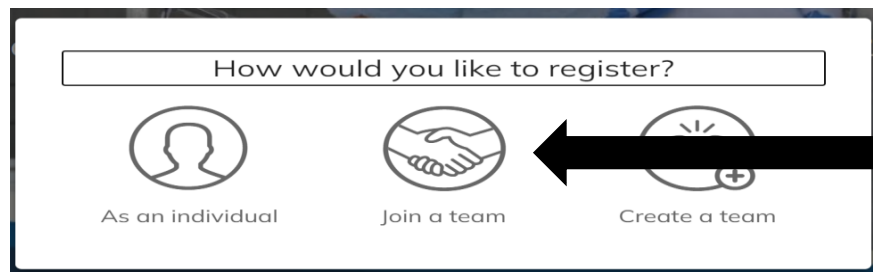 How would you like to register?
As an individual
Join a team
Create a team